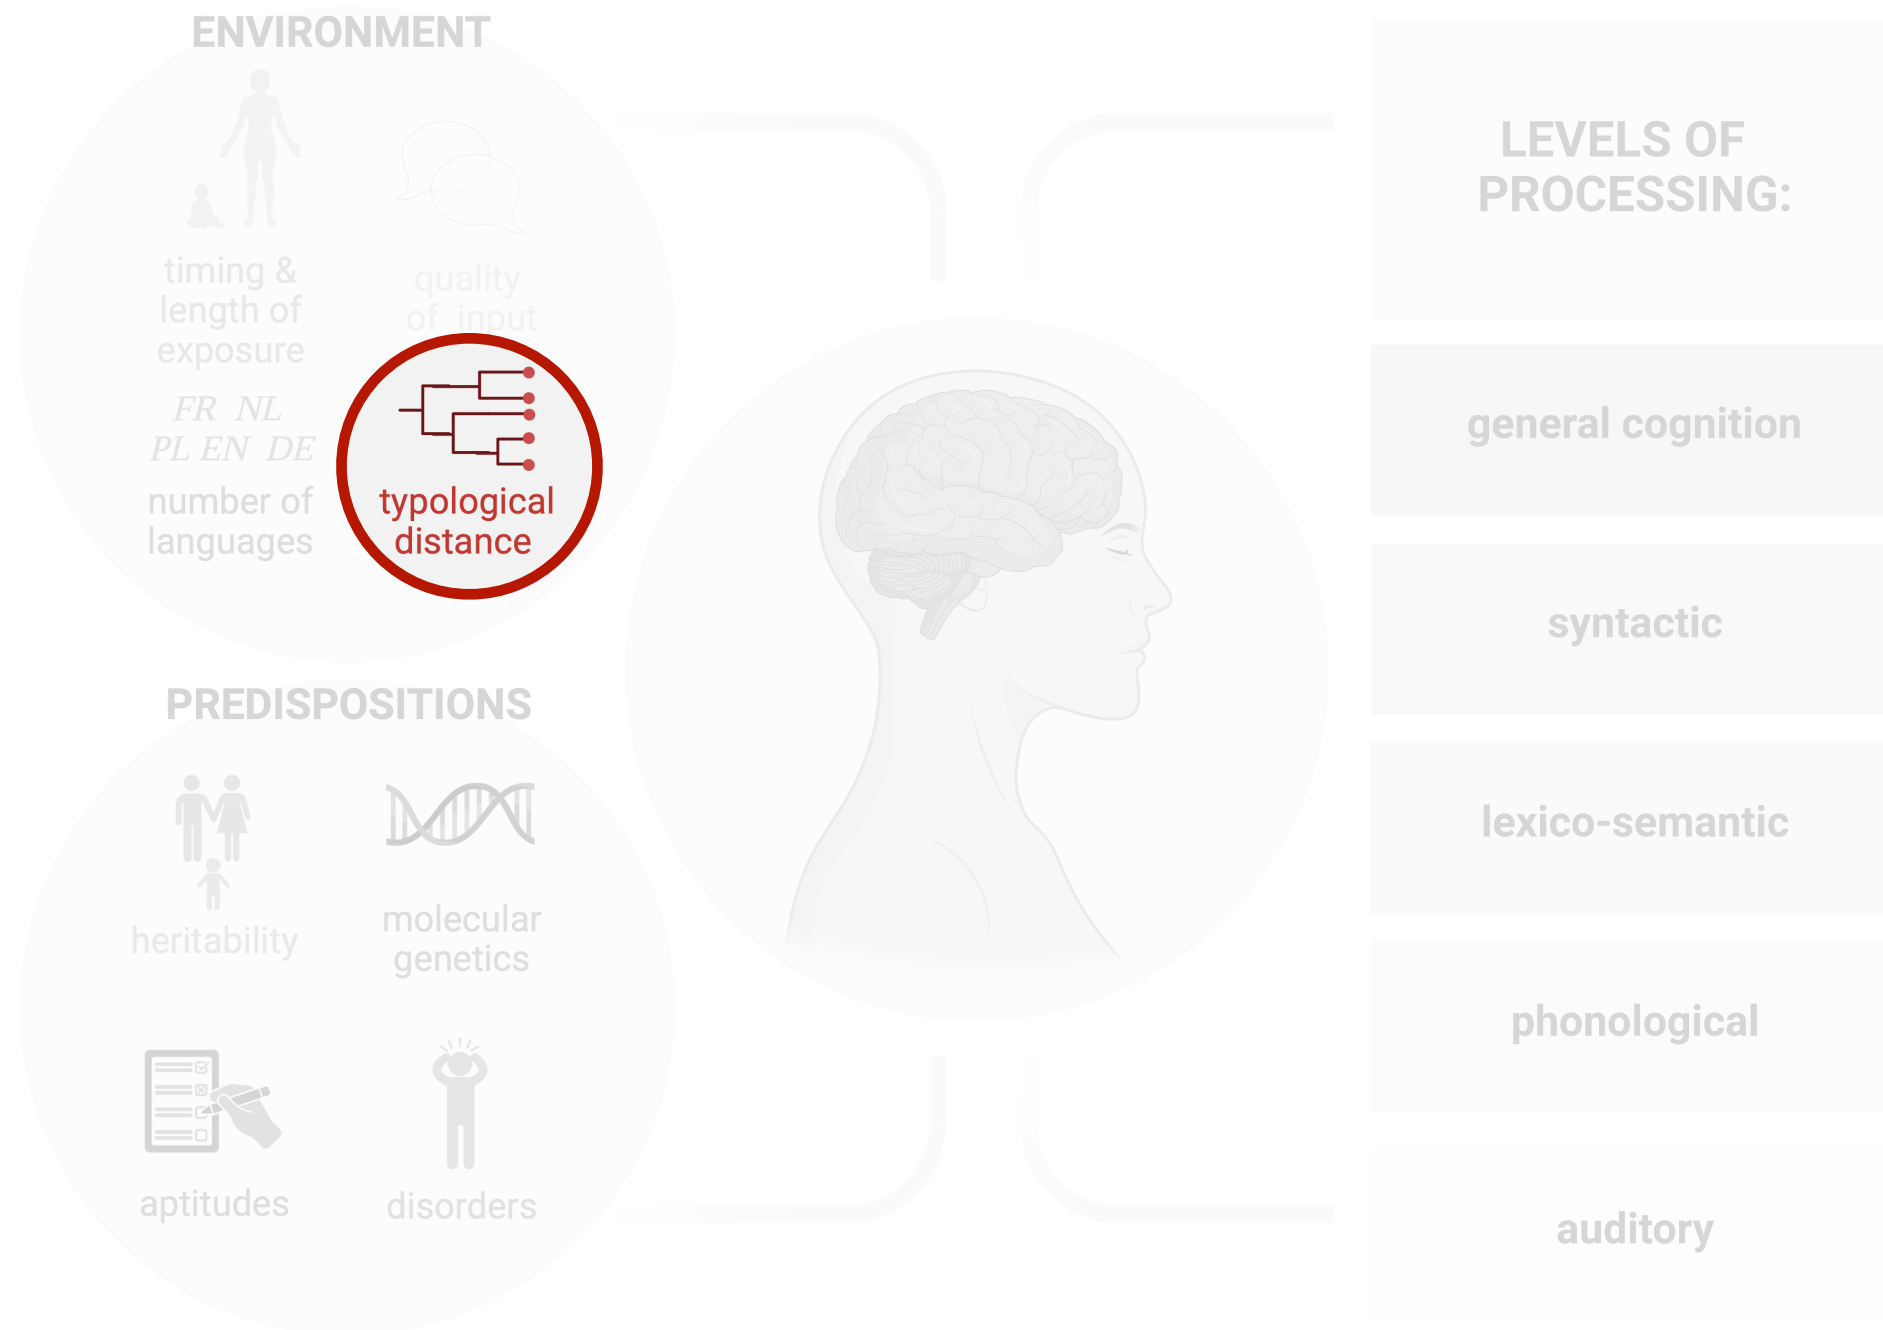 ENVIRONMENT
timing &
length of
exposure
quality
of input
FR NL
PL EN DE
number of
languages
typological
distance
PREDISPOSITIONS
heritability
molecular
genetics
aptitudes
disorders
LEVELS OF
PROCESSING:
general cognition
syntactic
lexico-semantic
phonological
auditory